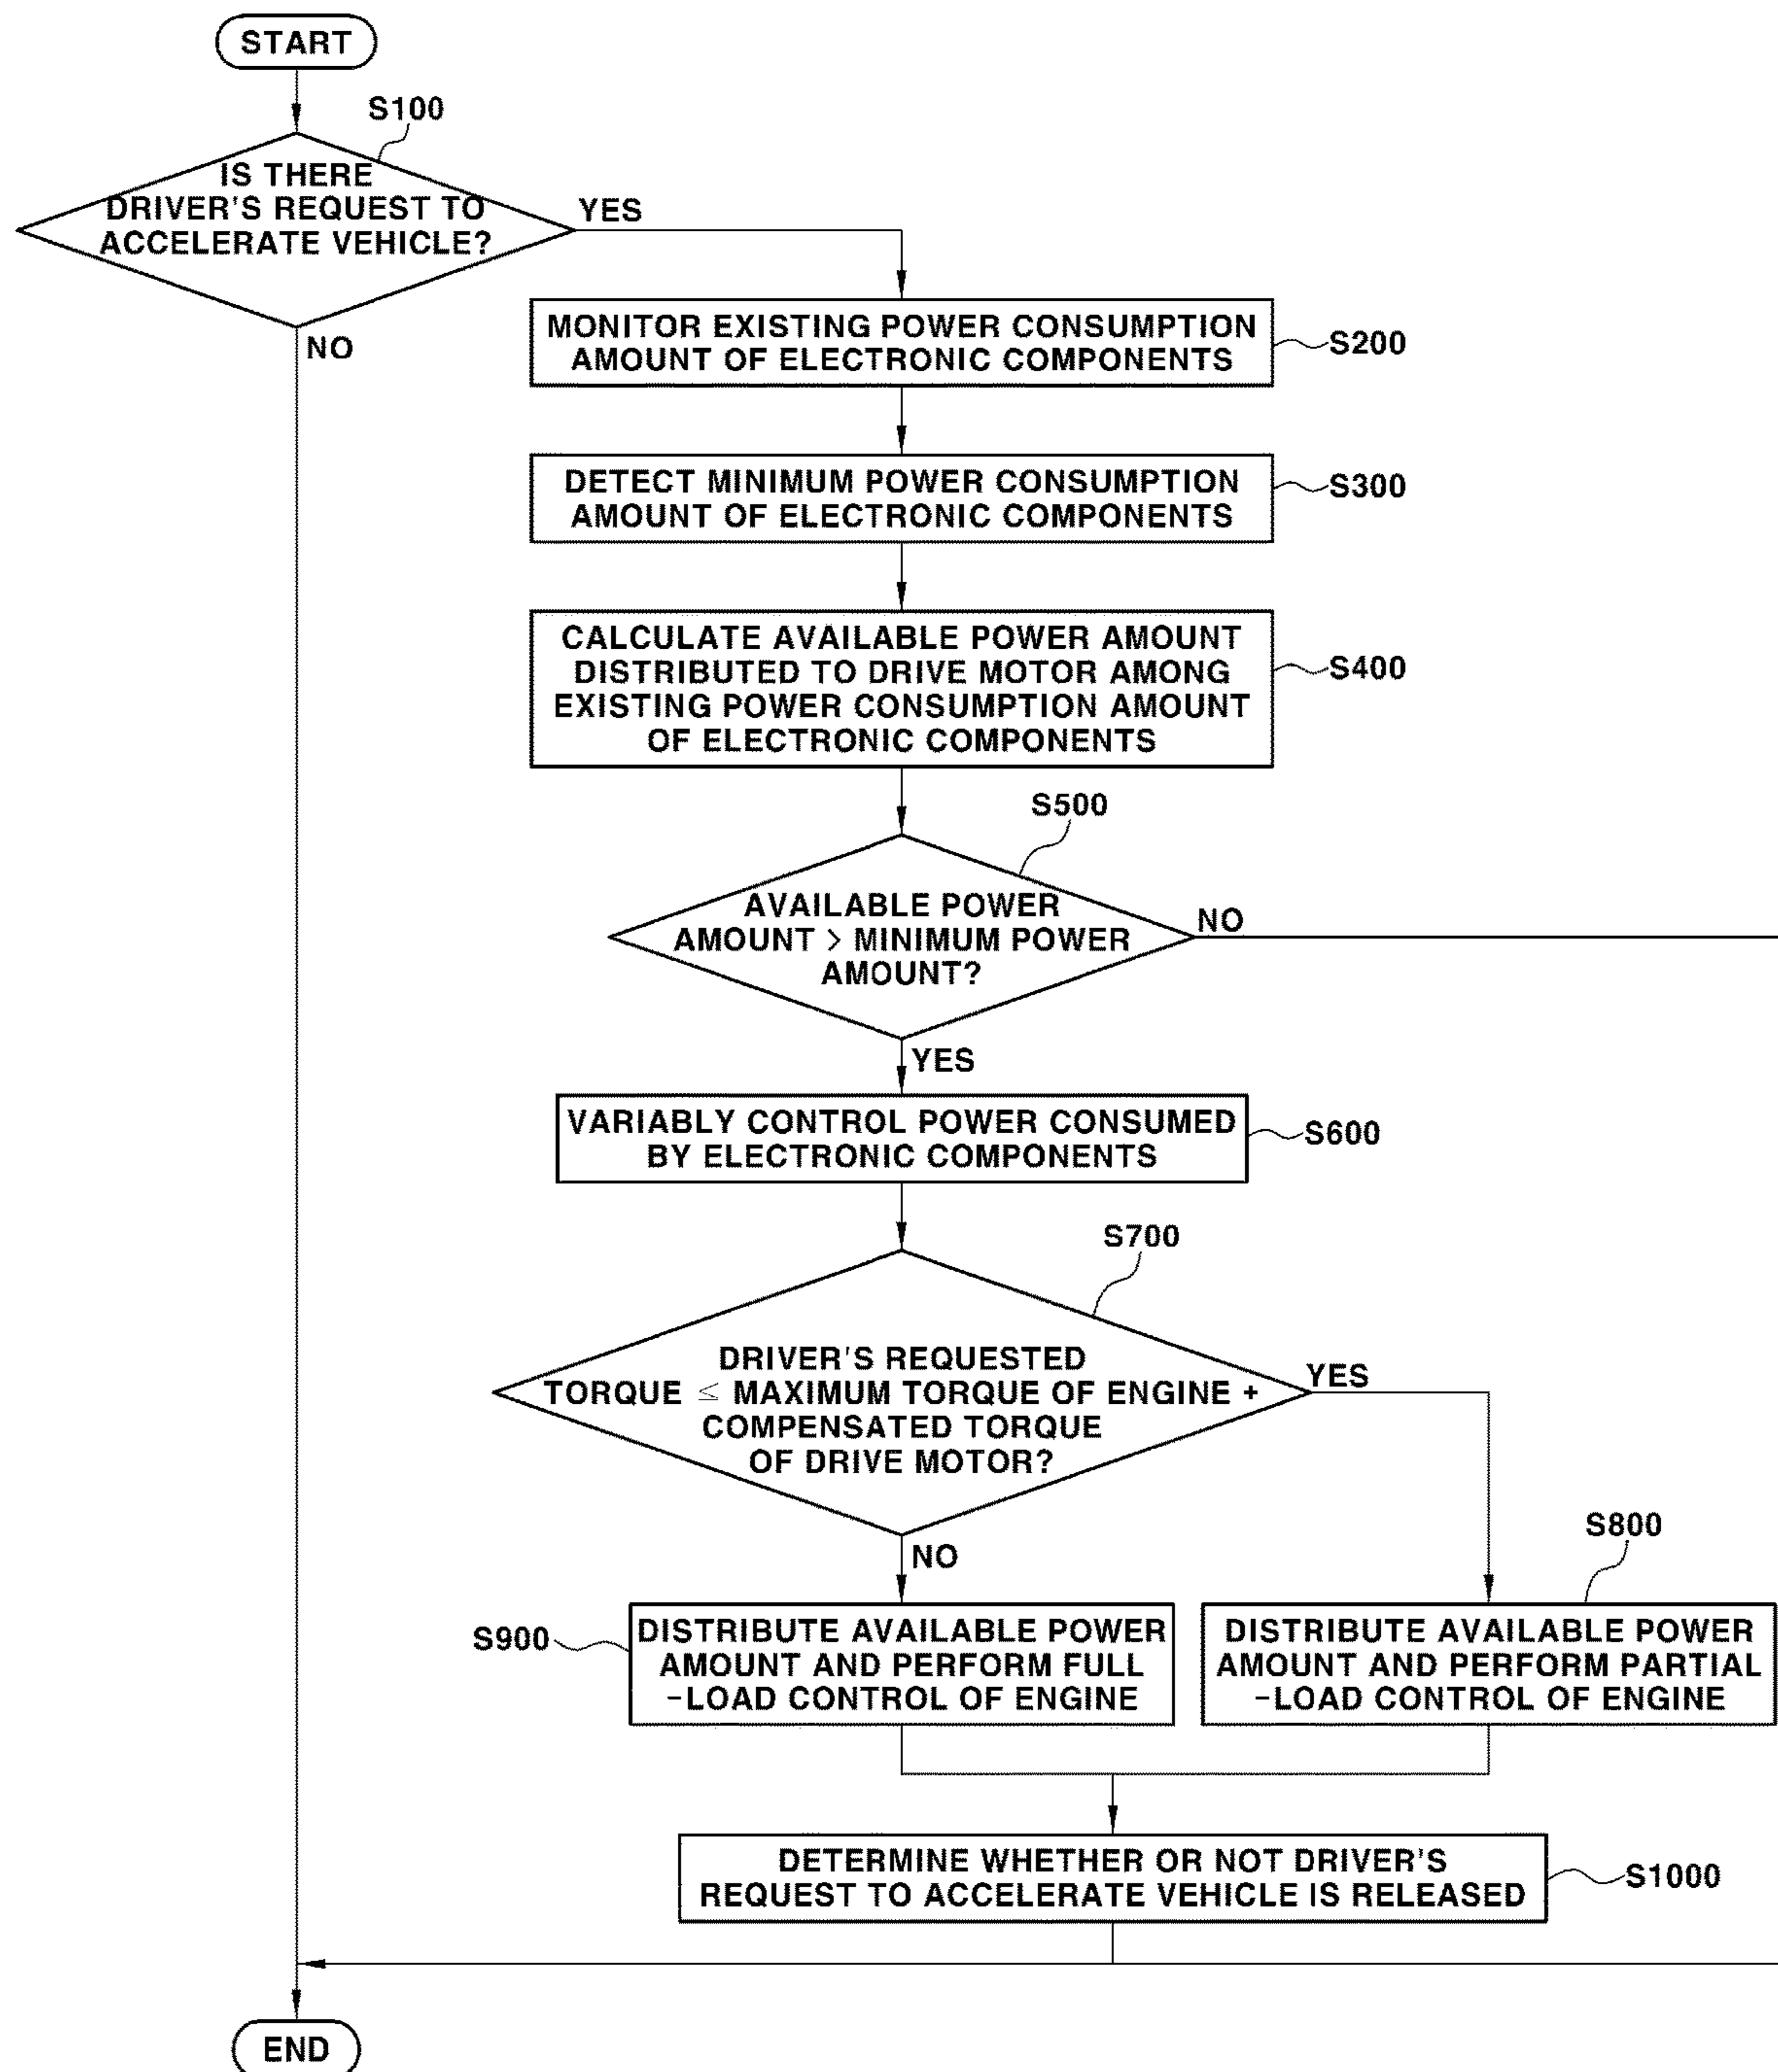 START
S100
IS THERE
DRIVER'S REQUEST TO
ACCELERATE VEHICLE?
YES
NO
MONITOR EXISTING POWER CONSUMPTION
AMOUNT OF ELECTRONIC COMPONENTS
S200
DETECT MINIMUM POWER CONSUMPTION
AMOUNT OF ELECTRONIC COMPONENTS
S300
CALCULATE AVAILABLE POWER AMOUNT
DISTRIBUTED TO DRIVE MOTOR AMONG
EXISTING POWER CONSUMPTION AMOUNT
OF ELECTRONIC COMPONENTS
S400
S500
AVAILABLE POWER
AMOUNT > MINIMUM POWER
AMOUNT?
NO
YES
VARIABLY CONTROL POWER CONSUMED
BY ELECTRONIC COMPONENTS
S600
S700
DRIVER'S REQUESTED
TORQUE ≤ MAXIMUM TORQUE OF ENGINE +
COMPENSATED TORQUE
OF DRIVE MOTOR?
YES
NO
S800
S900
DISTRIBUTE AVAILABLE POWER
AMOUNT AND PERFORM FULL
-LOAD CONTROL OF ENGINE
DISTRIBUTE AVAILABLE POWER
AMOUNT AND PERFORM PARTIAL
-LOAD CONTROL OF ENGINE
DETERMINE WHETHER OR NOT DRIVER'S
REQUEST TO ACCELERATE VEHICLE IS RELEASED
S1000
END